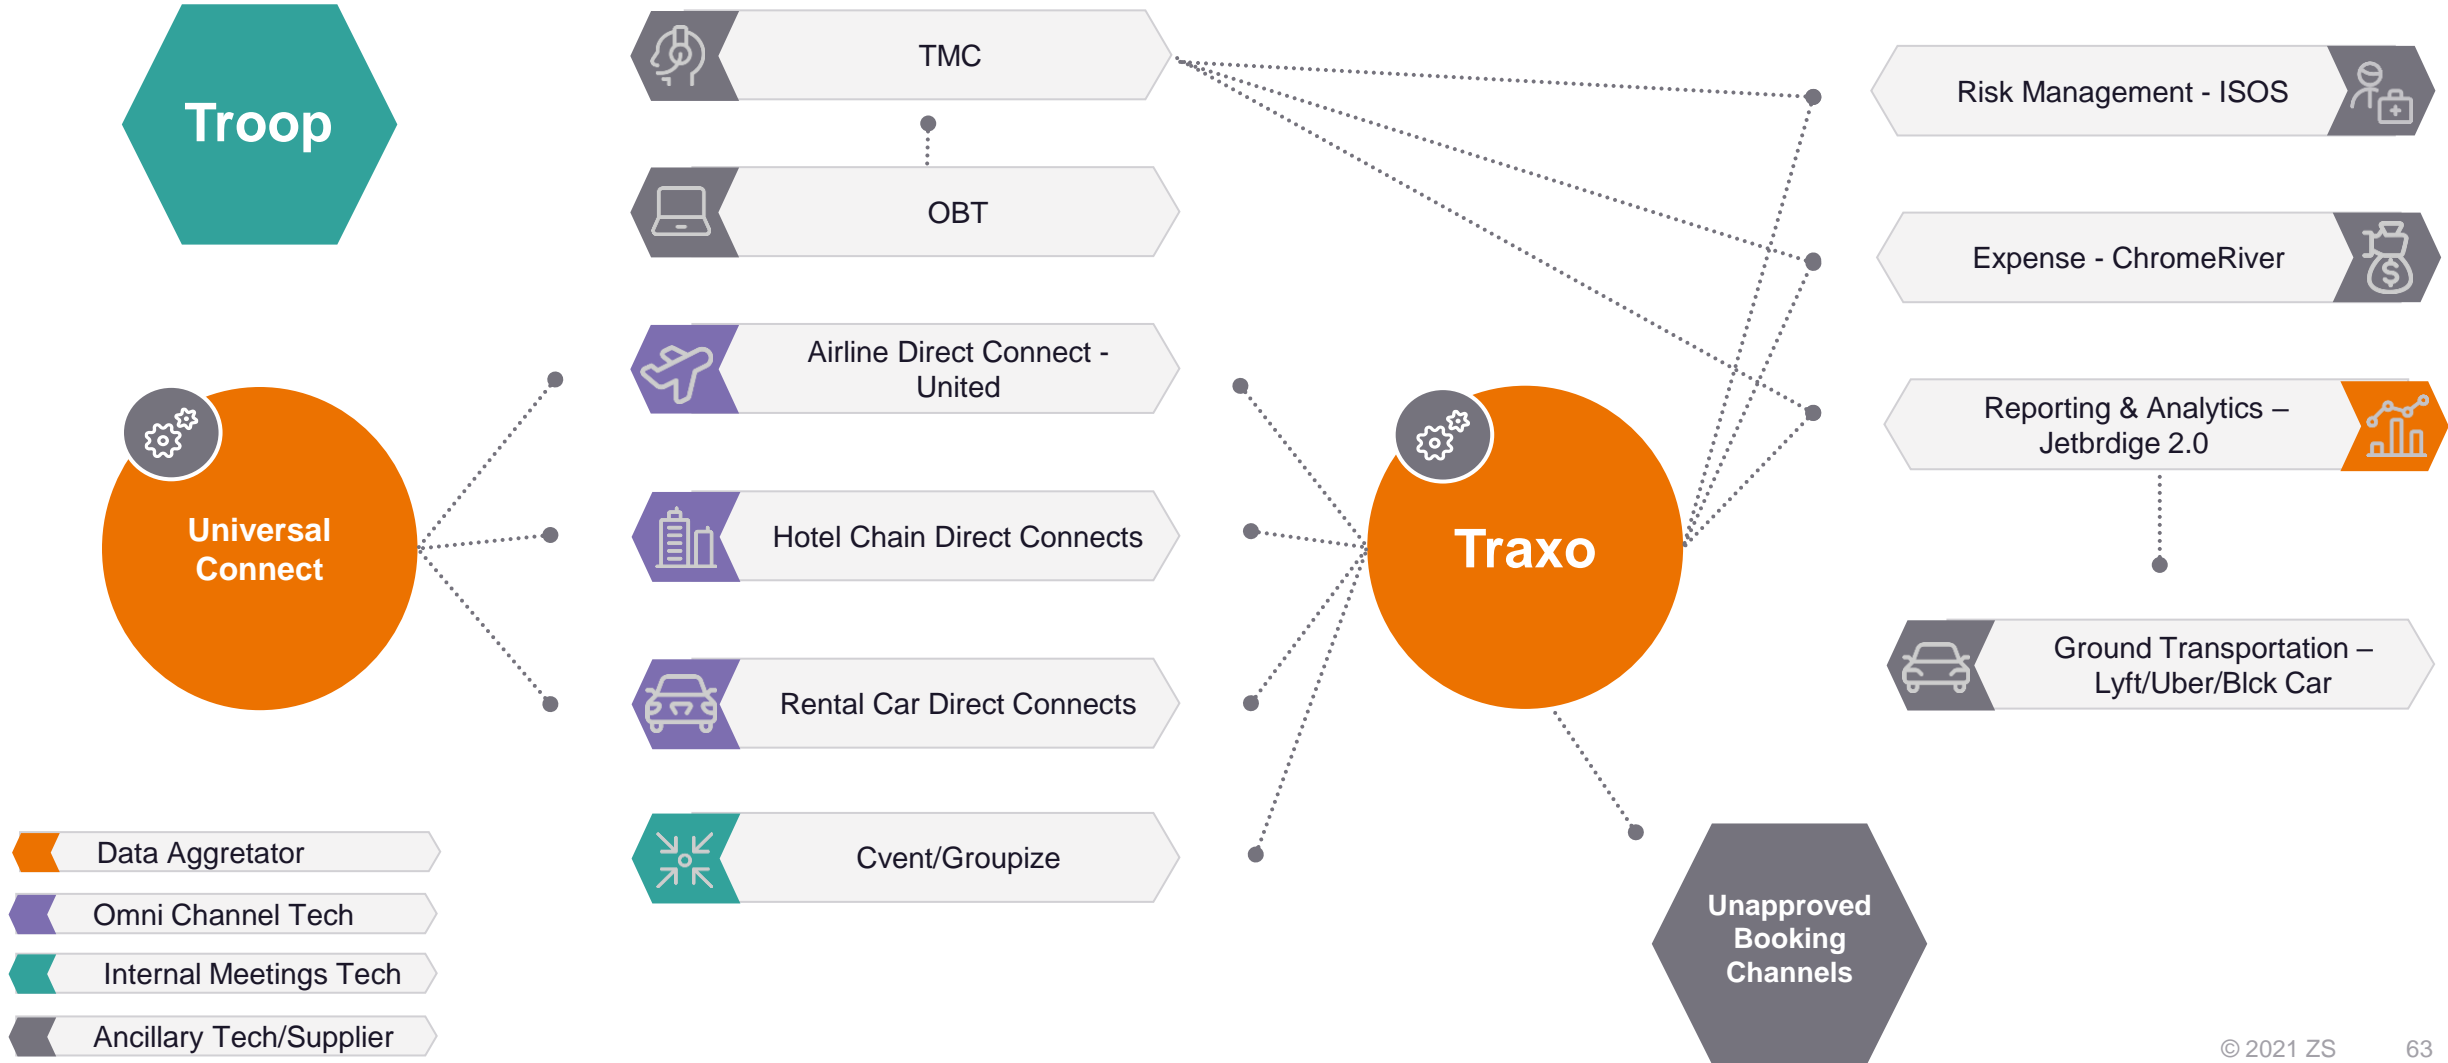 Troop
TMC
OBT
Airline Direct Connect -
United
Hotel Chain Direct Connects
Rental Car Direct Connects
Cvent/Groupize
Universal
Connect
Traxo
Risk Management - ISOS
Expense - ChromeRiver
Reporting & Analytics –
Jetbrdige 2.0
Ground Transportation –
Lyft/Uber/Blck Car
Unapproved
Booking
Channels
Data Aggretator
Omni Channel Tech
Internal Meetings Tech
Ancillary Tech/Supplier
© 2021 ZS 63